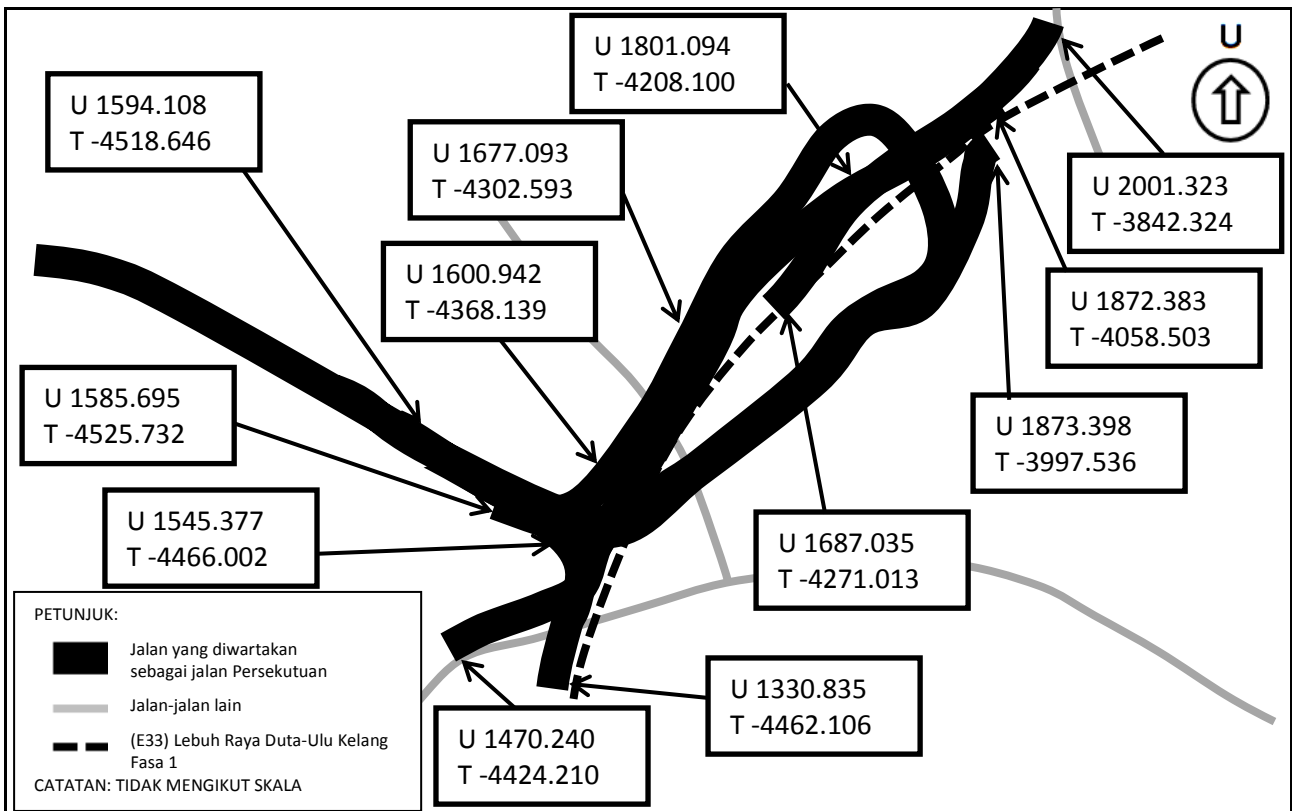 U 1801.094
T -4208.100
U
U 1594.108
T -4518.646
U 1677.093
T -4302.593
U 2001.323
T -3842.324
U 1600.942
T -4368.139
U 1872.383
T -4058.503
U 1585.695
T -4525.732
U 1873.398
T -3997.536
U 1545.377
T -4466.002
U 1687.035
T -4271.013
U 1330.835
T -4462.106
U 1470.240
T -4424.210
PETUNJUK:
Jalan yang diwartakan
sebagai jalan Persekutuan
Jalan-jalan lain
(E33) Lebuh Raya Duta-Ulu Kelang
Fasa 1
CATATAN: TIDAK MENGIKUT SKALA